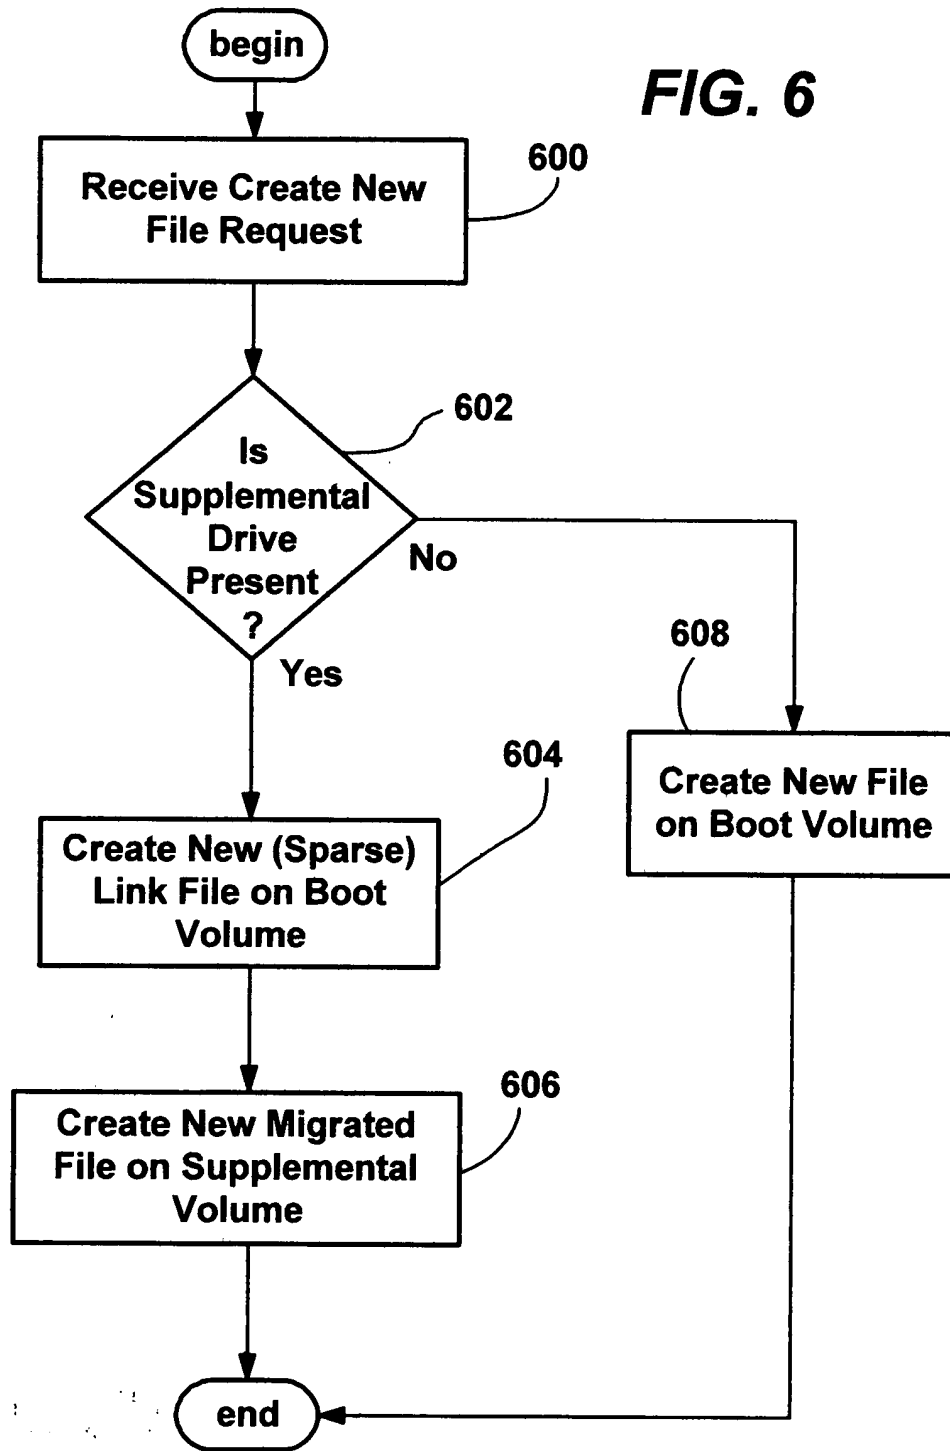 begin
FIG. 6
600
Receive Create New
File Request
602
Is
Supplemental
Drive
Present
?
No
Yes
608
Create New File
on Boot Volume
604
Create New (Sparse)
Link File on Boot
Volume
606
Create New Migrated
File on Supplemental
Volume
end